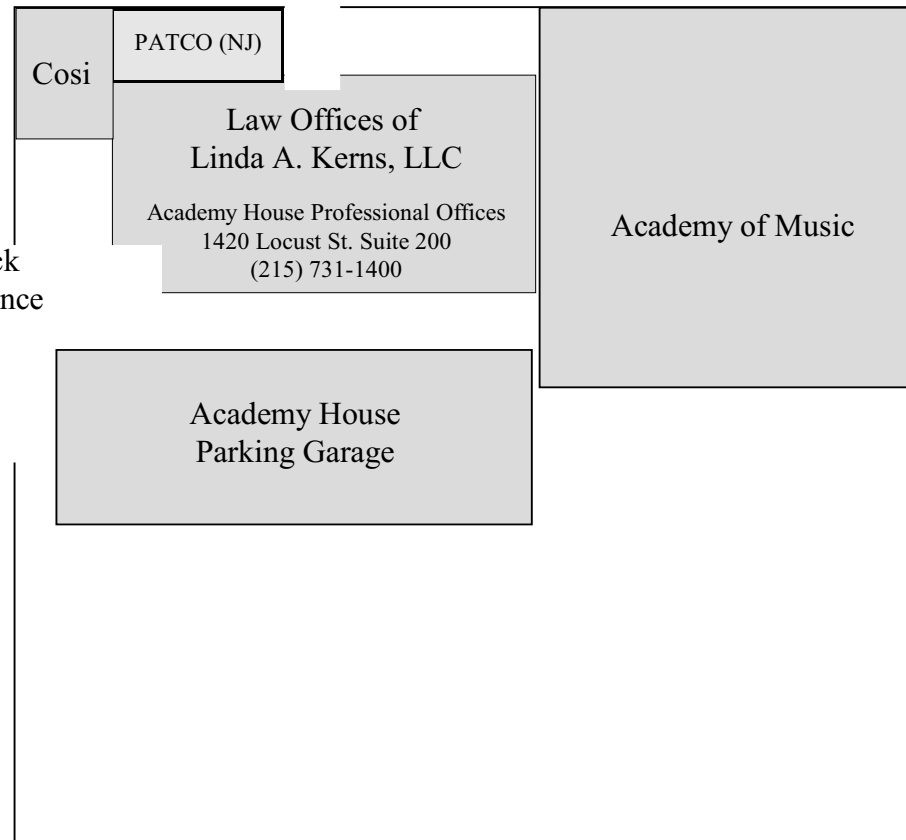 PATCO (NJ)
Cosi
Law Offices of
Linda A. Kerns, LLC
Academy House Professional Offices
1420 Locust St. Suite 200
(215) 731-1400
Academy of Music
Academy House
Parking Garage